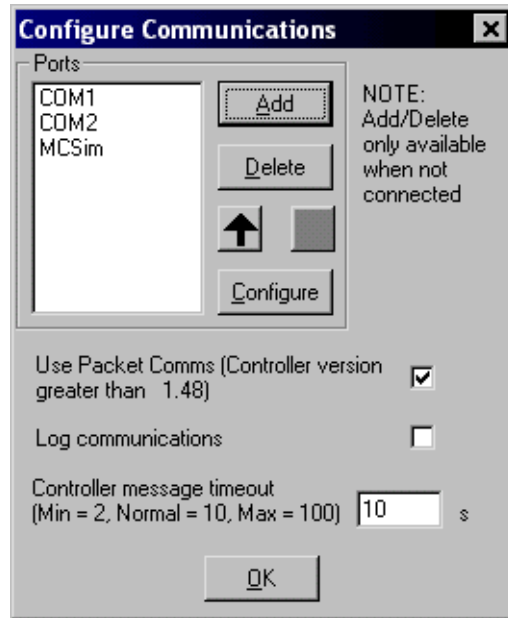 Configure Communications
Ports
COM1
COM2
MCSim
Add
Delete
Configure
NOTE:
Add/Delete
only available
when not
connected
Use Packet Comms (Controller version
greater than 1.48)
Log communications
Controller message timeout
(Min = 2, Normal = 10, Max = 100) 10 s
OK